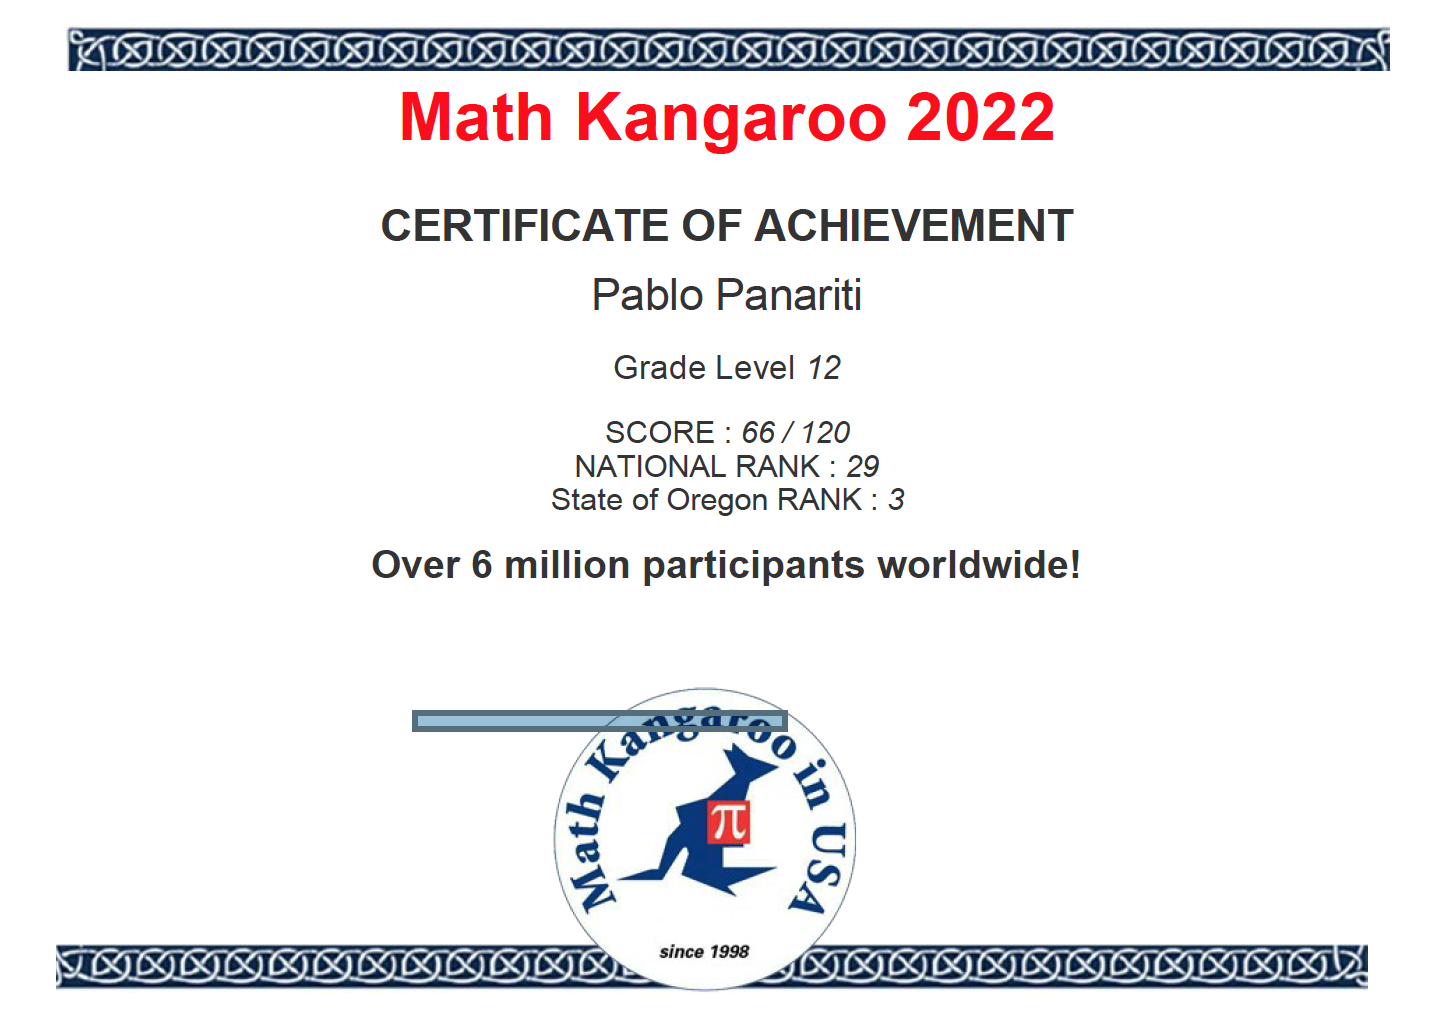 Math Kangaroo 2022
CERTIFICATE OF ACHIEVEMENT
Pablo Panariti
Grade Level 12
SCORE : 66 / 120
NATIONAL RANK : 29
State of Oregon RANK : 3
Over 6 million participants worldwide!
Math Kangaroo in USA
π
since 1998